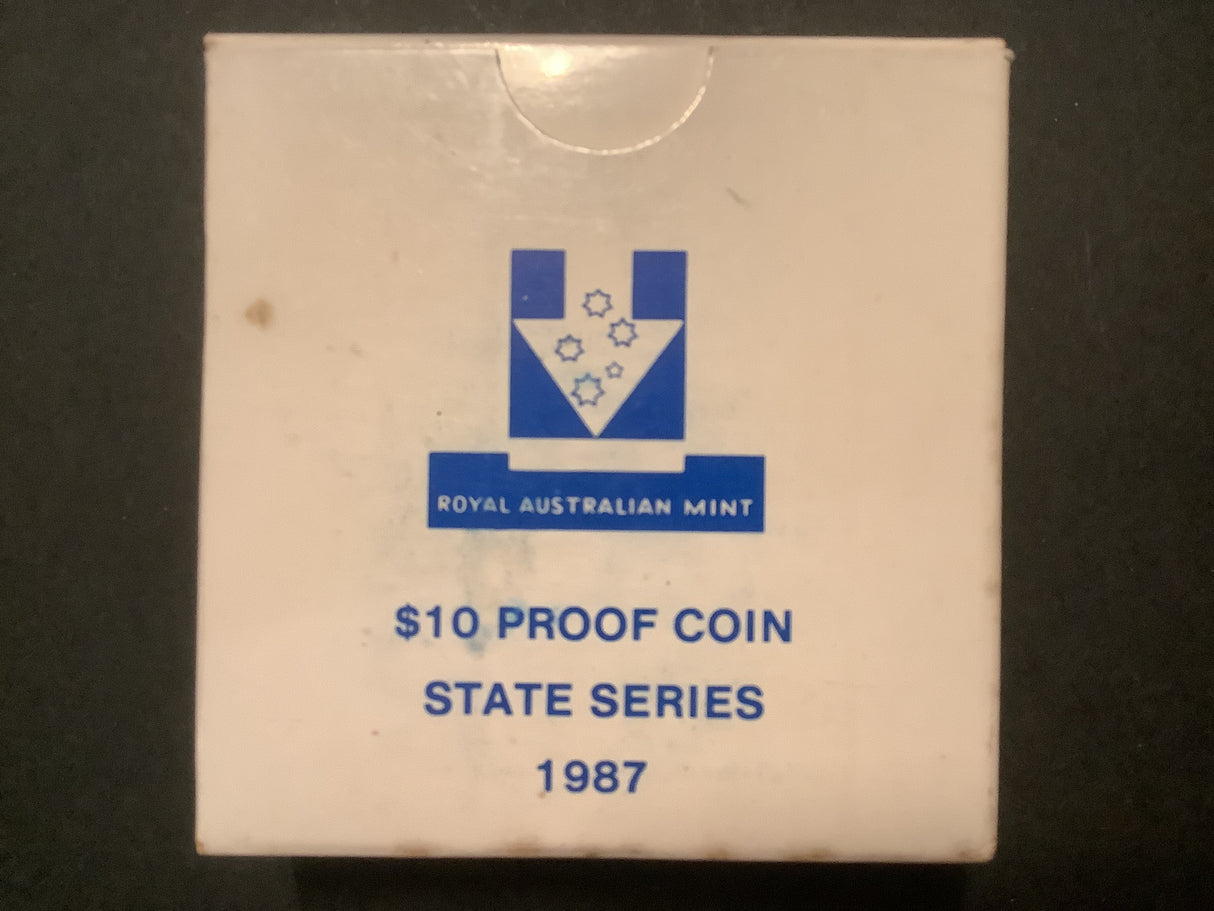 ROYAL AUSTRALIAN MINT
$10 PROOF COIN
STATE SERIES
1987